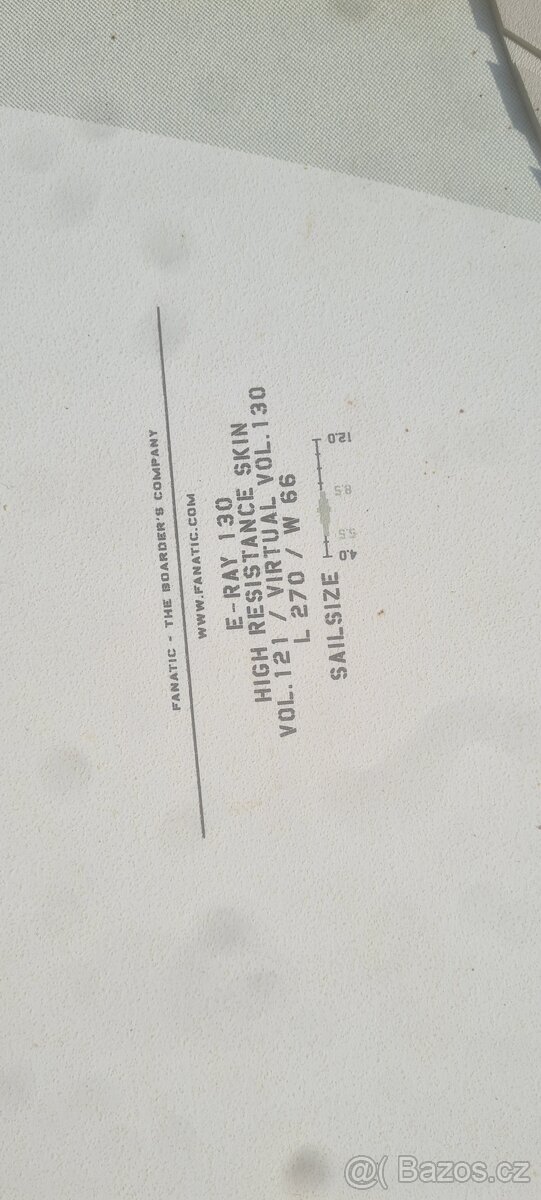 FANATIC - THE BOARDER'S COMPANY
WWW.FANATIC.COM
E-RAY 130
HIGH RESISTANCE SKIN
VOL.121 / VIRTUAL VOL.130
L 270 / W 66
SAILSIZE
4.0 5.5 8.5 12.0
Bazos.cz